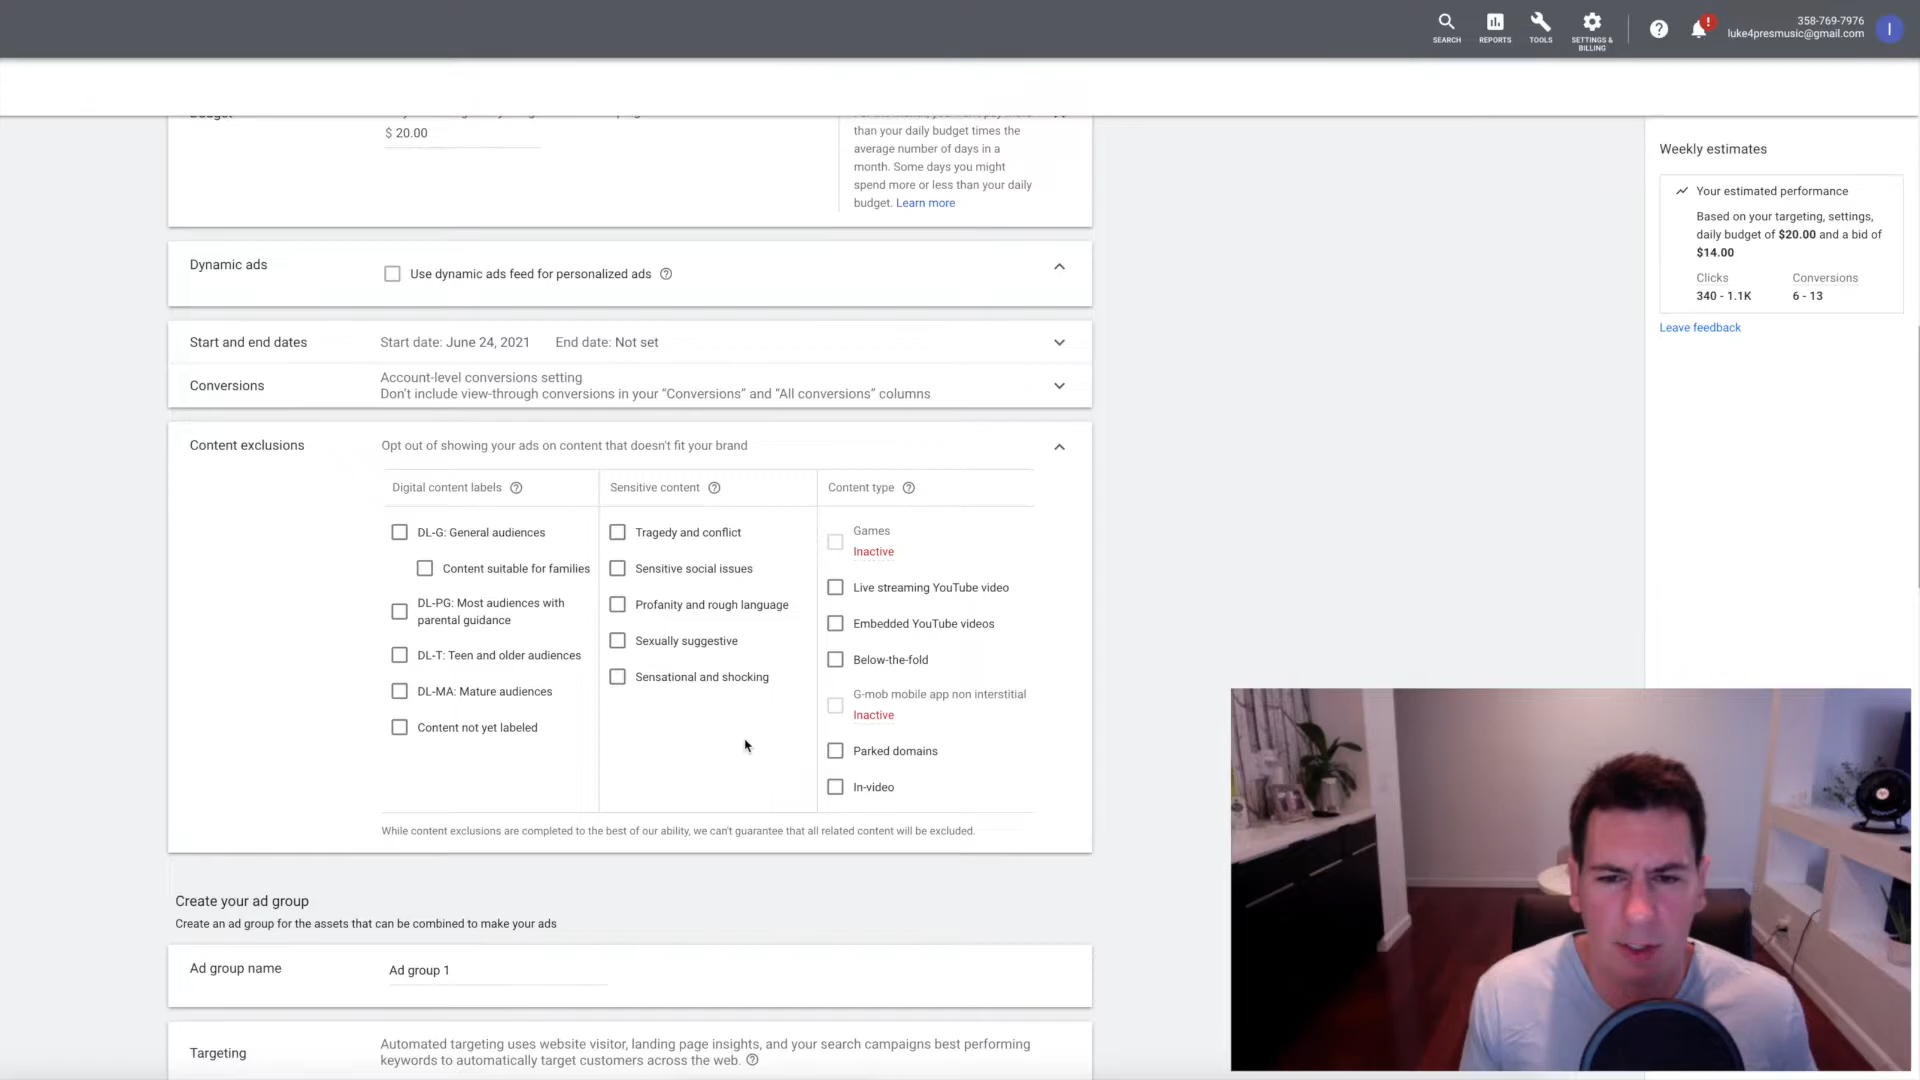 SEARCH
REPORTS
TOOLS
SETTINGS &
BILLING
!
358-769-7976
luke4presmusic@gmail.com
I
$ 20.00
than your daily budget times the
average number of days in a
month. Some days you might
spend more or less than your daily
budget. Learn more
Weekly estimates
Your estimated performance
Based on your targeting, settings,
daily budget of $20.00 and a bid of
$14.00
Clicks
Conversions
340 - 1.1K
6 - 13
Leave feedback
Dynamic ads
Use dynamic ads feed for personalized ads
Start and end dates
Start date: June 24, 2021
End date: Not set
Conversions
Account-level conversions setting
Don't include view-through conversions in your “Conversions” and “All conversions” columns
Content exclusions
Opt out of showing your ads on content that doesn't fit your brand
Digital content labels
DL-G: General audiences
Content suitable for families
DL-PG: Most audiences with
parental guidance
DL-T: Teen and older audiences
DL-MA: Mature audiences
Content not yet labeled
Sensitive content
Tragedy and conflict
Sensitive social issues
Profanity and rough language
Sexually suggestive
Sensational and shocking
Content type
Games
Inactive
Live streaming YouTube video
Embedded YouTube videos
Below-the-fold
G-mob mobile app non interstitial
Inactive
Parked domains
In-video
While content exclusions are completed to the best of our ability, we can't guarantee that all related content will be excluded.
Create your ad group
Create an ad group for the assets that can be combined to make your ads
Ad group name
Ad group 1
Targeting
Automated targeting uses website visitor, landing page insights, and your search campaigns best performing
keywords to automatically target customers across the web.